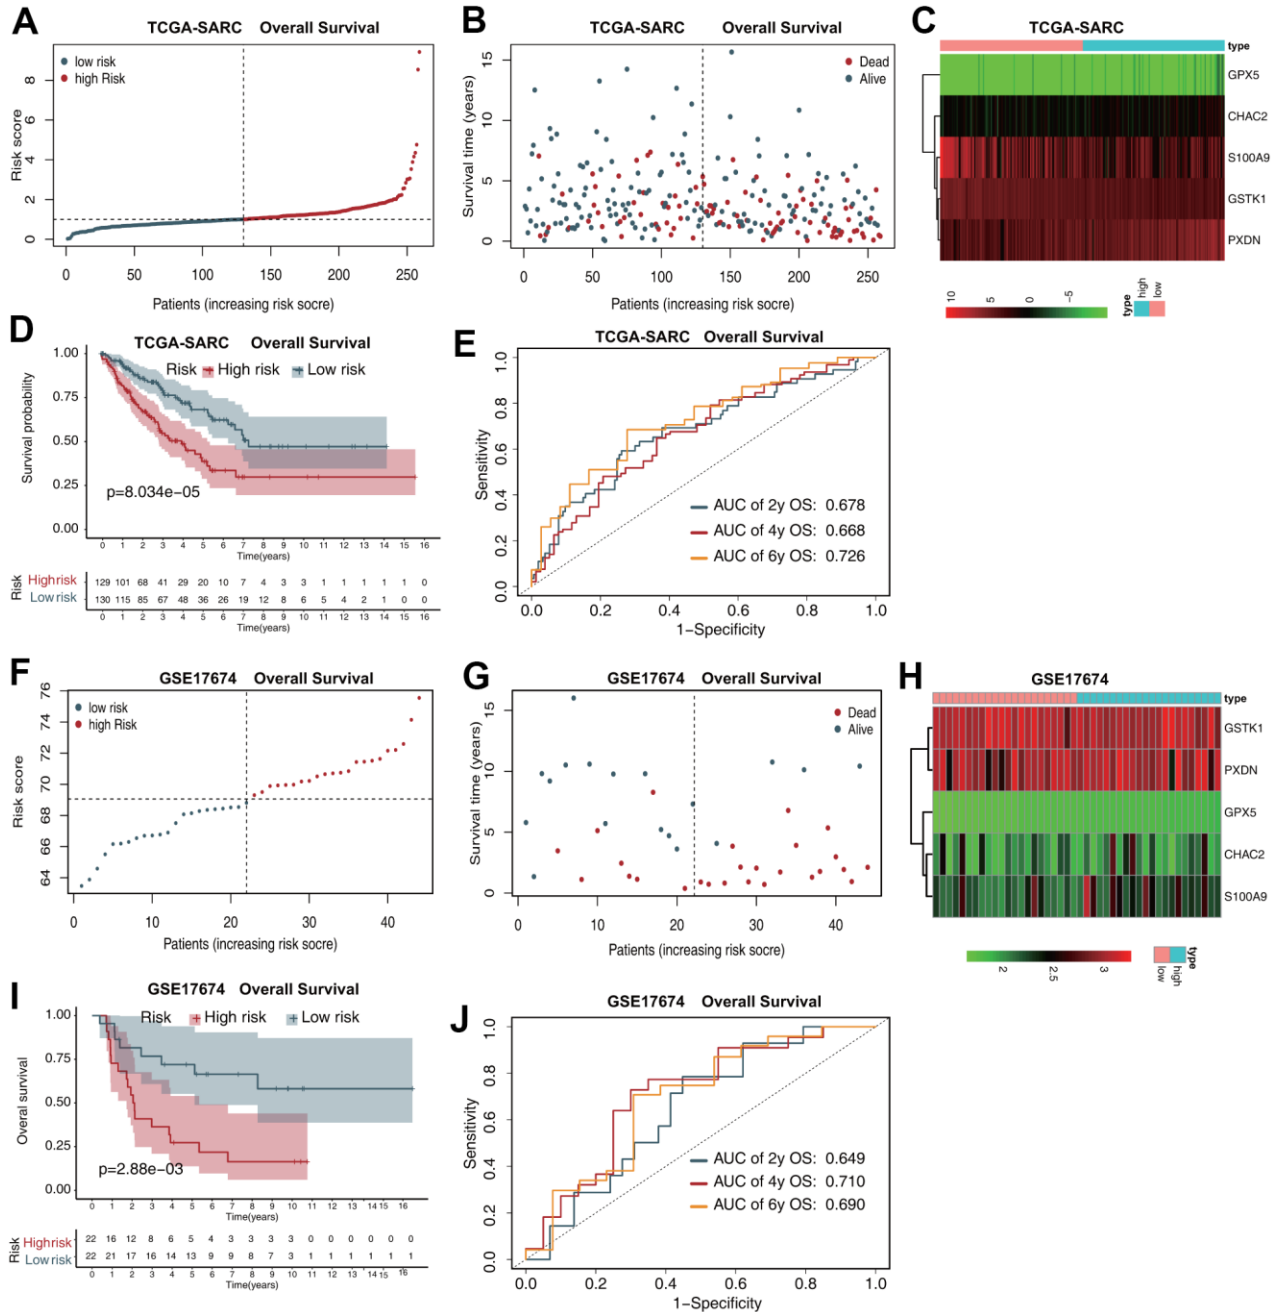 A
TCGA-SARC Overall Survival
low risk
high Risk
Risk score
8
6
4
2
0
0 50 100 150 200 250
Patients (increasing risk socre)
B
TCGA-SARC Overall Survival
Dead
Alive
Survival time (years)
15
10
5
0
0 50 100 150 200 250
Patients (increasing risk socre)
C
TCGA-SARC
type
GPX5
CHAC2
S100A9
GSTK1
PXDN
10 5 0 −5
type
high
low
D
TCGA-SARC Overall Survival
Risk High risk Low risk
Survival probability
1.00
0.75
0.50
0.25
0.00
p=8.034e−05
0 1 2 3 4 5 6 7 8 9 10 11 12 13 14 15 16
Time(years)
Risk
High risk 129 101 68 41 29 20 10 7 4 3 3 1 1 1 1 1 0
Low risk 130 115 85 67 48 36 26 19 12 8 6 5 4 2 1 0 0
0 1 2 3 4 5 6 7 8 9 10 11 12 13 14 15 16
Time(years)
E
TCGA-SARC Overall Survival
Sensitivity
1.0
0.8
0.6
0.4
0.2
0.0
AUC of 2y OS: 0.678
AUC of 4y OS: 0.668
AUC of 6y OS: 0.726
0.0 0.2 0.4 0.6 0.8 1.0
1−Specificity
F
GSE17674 Overall Survival
low risk
high Risk
Risk score
76
74
72
70
68
66
64
0 10 20 30 40
Patients (increasing risk socre)
G
GSE17674 Overall Survival
Dead
Alive
Survival time (years)
15
10
5
0
0 10 20 30 40
Patients (increasing risk socre)
H
GSE17674
type
GSTK1
PXDN
GPX5
CHAC2
S100A9
2 2.5 3
type
high
low
I
GSE17674 Overall Survival
Risk High risk Low risk
Overal survival
1.00
0.75
0.50
0.25
0.00
p=2.88e−03
0 1 2 3 4 5 6 7 8 9 10 11 12 13 14 15 16
Time(years)
Risk
High risk 22 16 12 8 6 5 4 3 3 3 3 0 0 0 0 0 0
Low risk 22 21 17 16 14 13 9 9 8 7 3 1 1 1 1 1 1
0 1 2 3 4 5 6 7 8 9 10 11 12 13 14 15 16
Time(years)
J
GSE17674 Overall Survival
Sensitivity
1.0
0.8
0.6
0.4
0.2
0.0
AUC of 2y OS: 0.649
AUC of 4y OS: 0.710
AUC of 6y OS: 0.690
0.0 0.2 0.4 0.6 0.8 1.0
1−Specificity